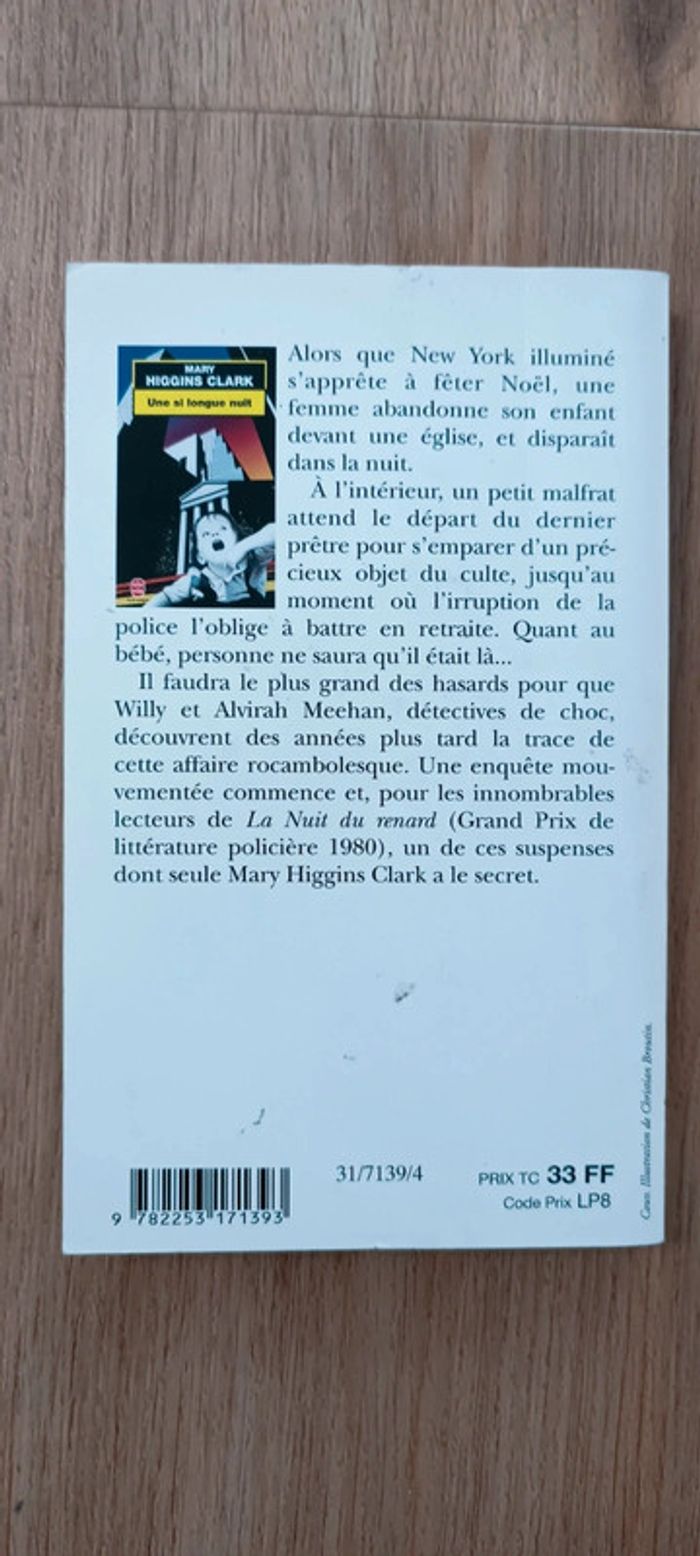 MARY
HIGGINS CLARK
Une si longue nuit
Alors que New York illuminé
s'apprête à fêter Noël, une
femme abandonne son enfant
devant une église, et disparaît
dans la nuit.
À l'intérieur, un petit malfrat
attend le départ du dernier
prêtre pour s'emparer d'un pré-
cieux objet du culte, jusqu'au
moment où l'irruption de la
police l'oblige à battre en retraite. Quant au
bébé, personne ne saura qu'il était là...
Il faudra le plus grand des hasards pour que
Willy et Alvirah Meehan, détectives de choc,
découvrent des années plus tard la trace de
cette affaire rocambolesque. Une enquête mou-
vementée commence et, pour les innombrables
lecteurs de La Nuit du renard (Grand Prix de
littérature policière 1980), un de ces suspenses
dont seule Mary Higgins Clark a le secret.
Couv. Illustration de Christian Broutin.
31/7139/4
PRIX TC 33 FF
Code Prix LP8
9 782253 171393